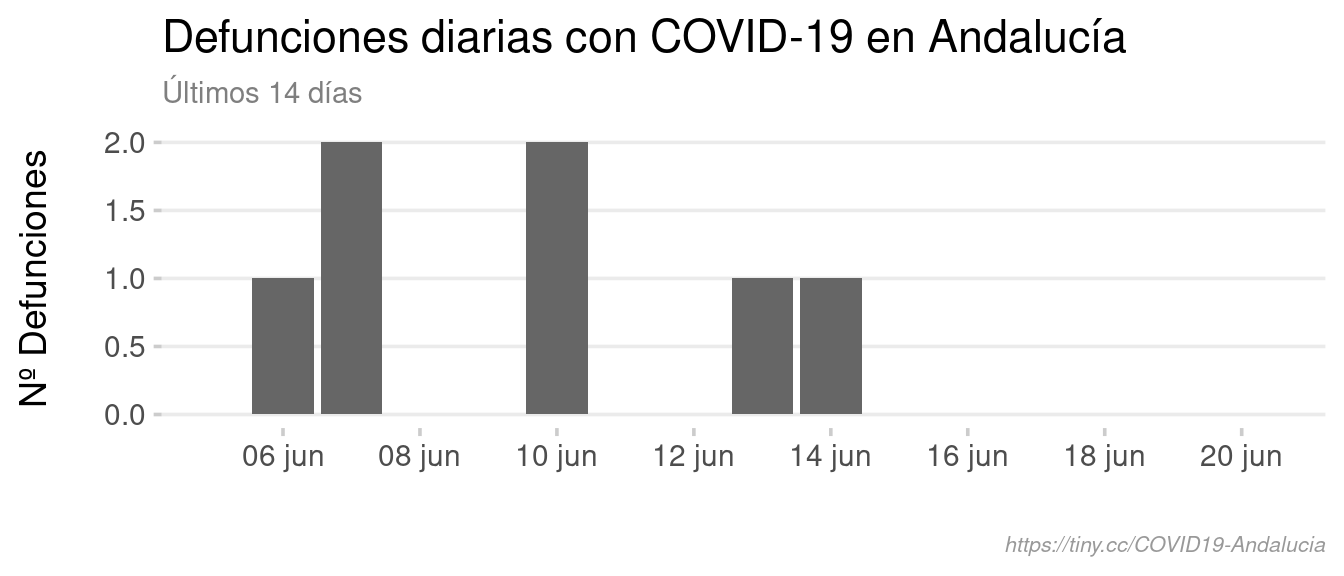 Defunciones diarias con COVID-19 en Andalucía
Últimos 14 días
Nº Defunciones
2.0
1.5
1.0
0.5
0.0
06 jun 08 jun 10 jun 12 jun 14 jun 16 jun 18 jun 20 jun
https://tiny.cc/COVID19-Andalucia